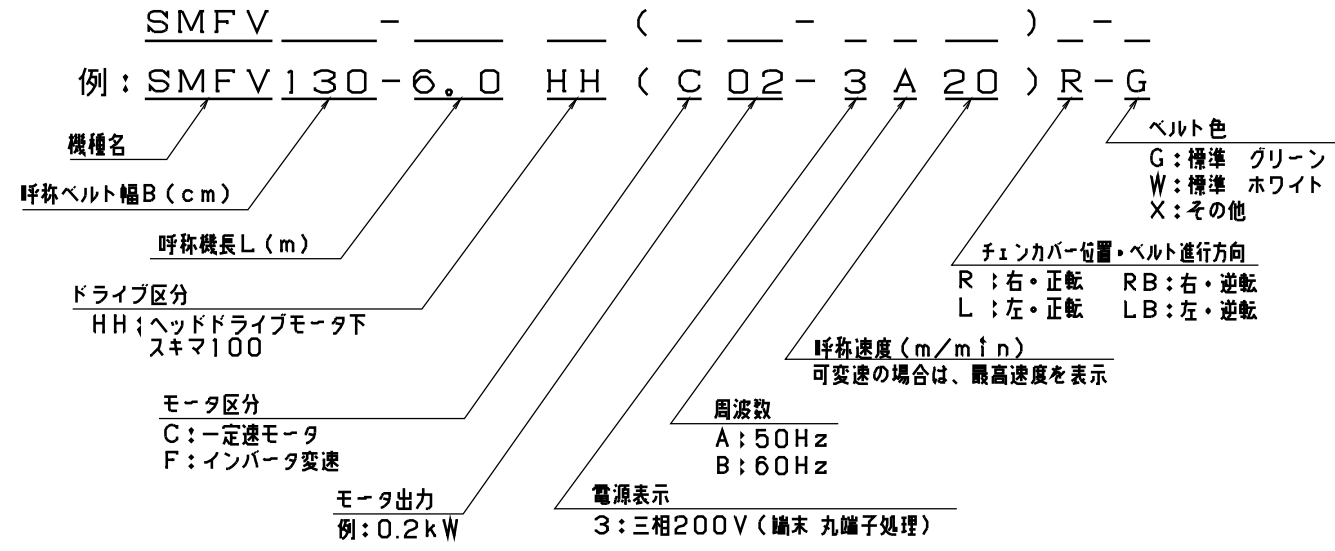 SMFV - ( - ) -
例：SMFV130-6.0 HH（C02-3A20）R-G
機種名
呼称ベルト幅B（cm）
呼称機長L（m）
ドライブ区分
HH：ヘッドドライブモータ下
スキマ100
モータ区分
C：一定速モータ
F：インバータ変速
モータ出力
例：0.2kW
電源表示
3：三相200V（端末 丸端子処理）
周波数
A：50Hz
B：60Hz
呼称速度（m/min）
可変速の場合は、最高速度を表示
チェンカバー位置・ベルト進行方向
R：右・正転 RB：右・逆転
L：左・正転 LB：左・逆転
ベルト色
G：標準 グリーン
W：標準 ホワイト
X：その他